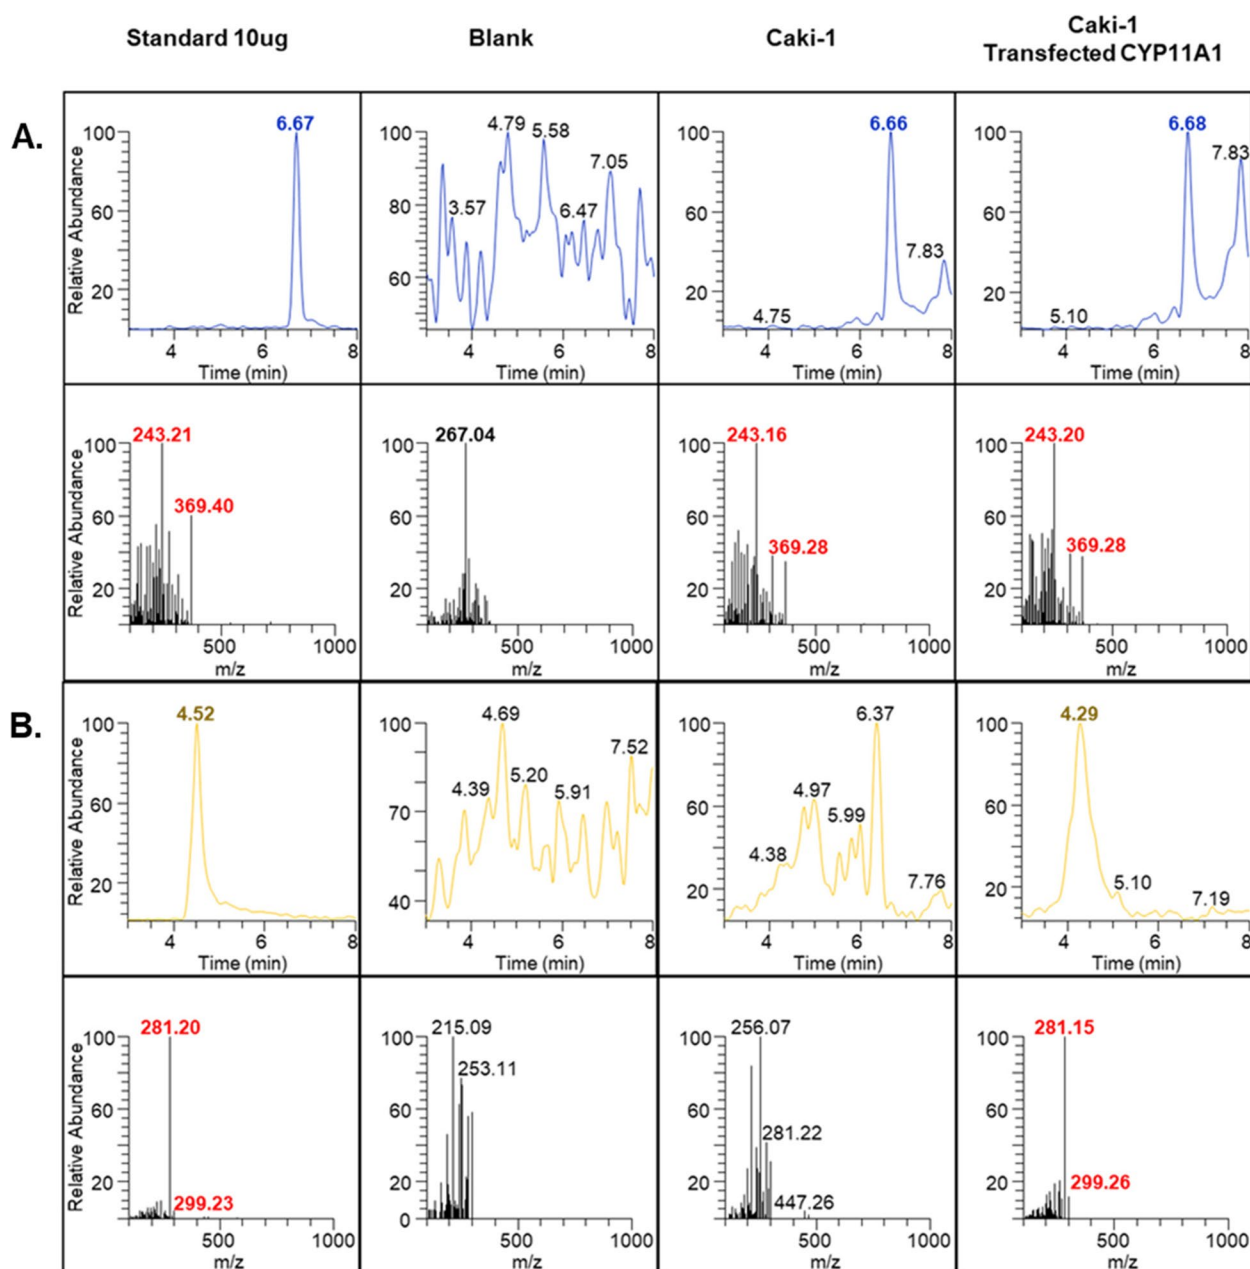 Standard 10ug
Blank
Caki-1
Caki-1
Transfected CYP11A1
A.
6.67
100
60
20
Relative Abundance
4 6 8
Time (min)
4.79
5.58
7.05
3.57
6.47
100
80
60
4 6 8
Time (min)
6.66
7.83
4.75
100
60
20
4 6 8
Time (min)
6.68
7.83
5.10
100
60
20
4 6 8
Time (min)
243.21
369.40
100
60
20
Relative Abundance
500 1000
m/z
267.04
100
60
20
500 1000
m/z
243.16
369.28
100
60
20
500 1000
m/z
243.20
369.28
100
60
20
500 1000
m/z
B.
4.52
100
60
20
Relative Abundance
4 6 8
Time (min)
4.69
7.52
4.39
5.20
5.91
100
70
40
4 6 8
Time (min)
6.37
4.97
5.99
4.38
7.76
100
60
20
4 6 8
Time (min)
4.29
5.10
7.19
100
60
20
4 6 8
Time (min)
281.20
299.23
100
60
20
Relative Abundance
500 1000
m/z
215.09
253.11
100
60
20
0
500 1000
m/z
256.07
281.22
447.26
100
60
20
500 1000
m/z
281.15
299.26
100
60
20
500 1000
m/z